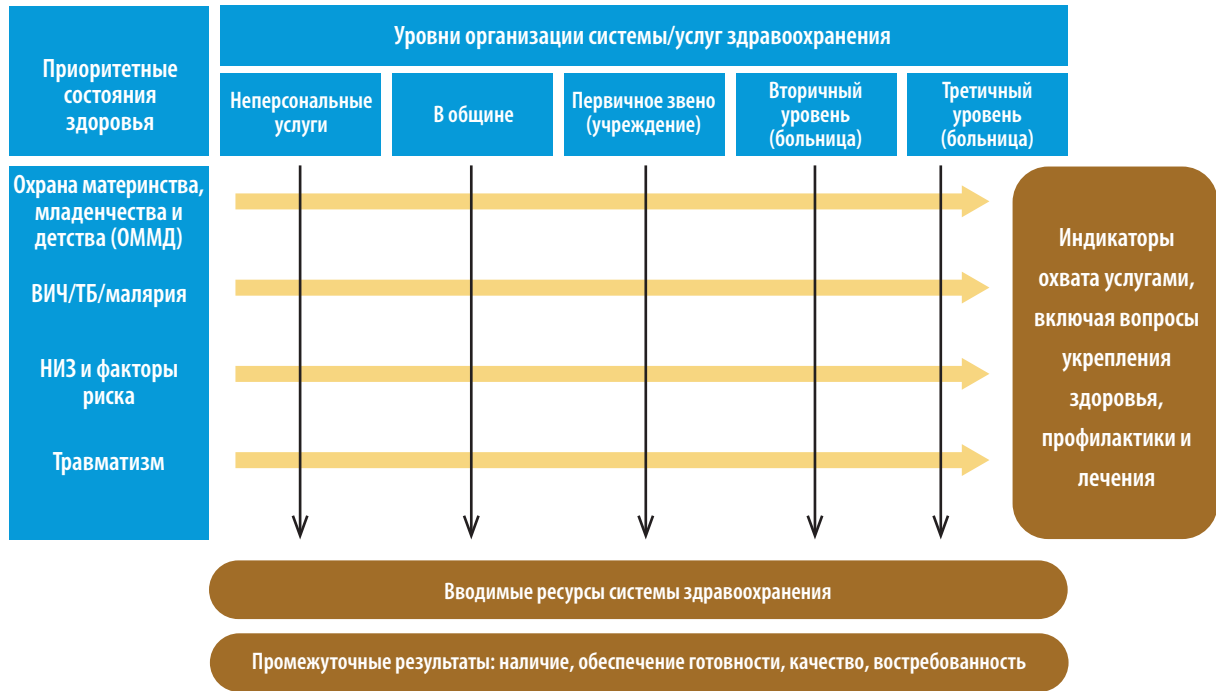 Приоритетные
состояния
здоровья
Уровни организации системы/услуг здравоохранения
Неперсональные
услуги
В общине
Первичное звено
(учреждение)
Вторичный
уровень
(больница)
Третичный
уровень
(больница)
Охрана материнства,
младенчества и
детства (ОММД)
ВИЧ/ТБ/малярия
НИЗ и факторы
риска
Травматизм
Индикаторы
охвата услугами,
включая вопросы
укрепления
здоровья,
профилактики и
лечения
Вводимые ресурсы системы здравоохранения
Промежуточные результаты: наличие, обеспечение готовности, качество, востребованность